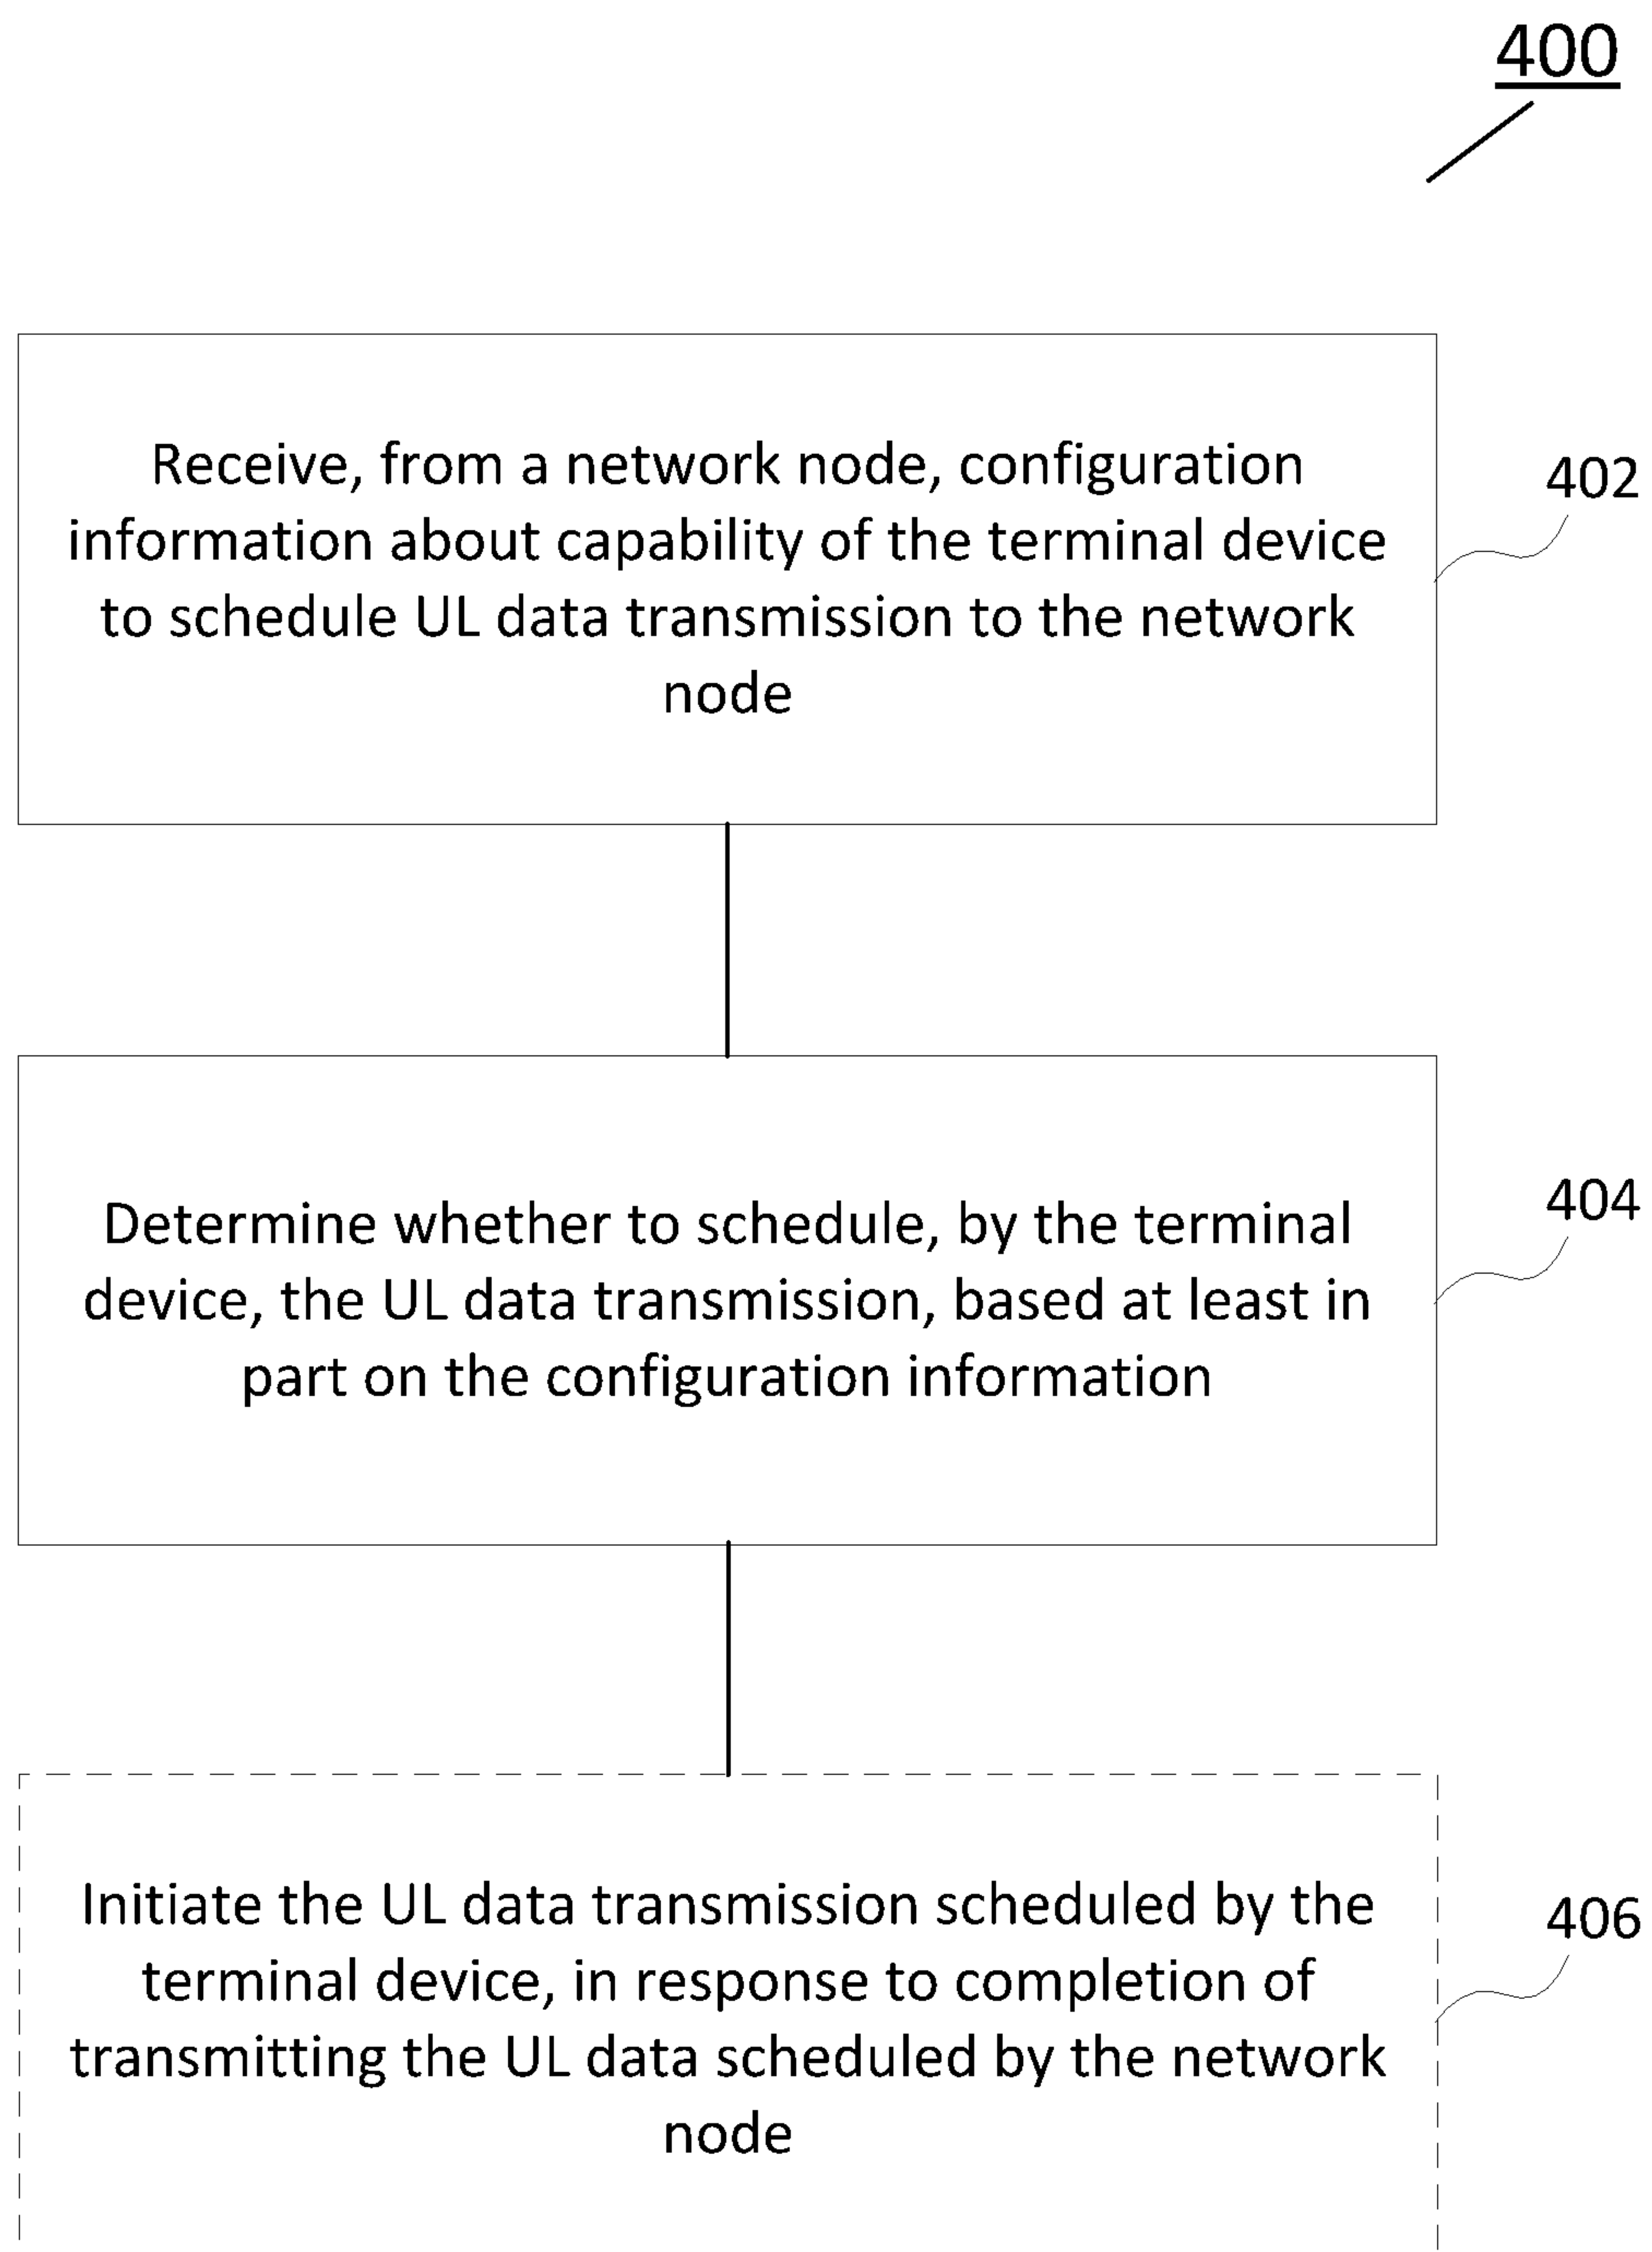 400
Receive, from a network node, configuration
information about capability of the terminal device
to schedule UL data transmission to the network
node
402
Determine whether to schedule, by the terminal
device, the UL data transmission, based at least in
part on the configuration information
404
Initiate the UL data transmission scheduled by the
terminal device, in response to completion of
transmitting the UL data scheduled by the network
node
406